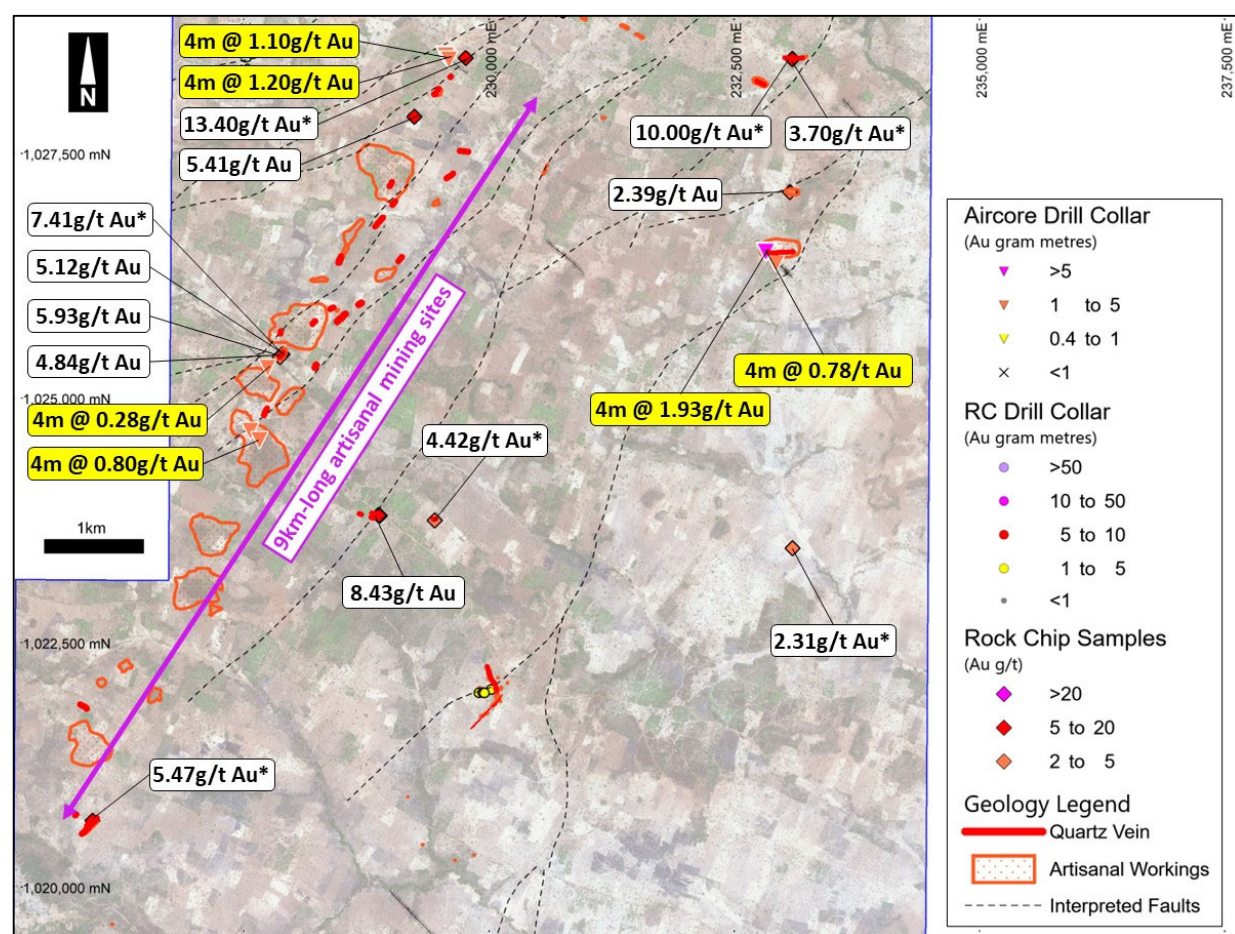 N
4m @ 1.10g/t Au
4m @ 1.20g/t Au
13.40g/t Au*
5.41g/t Au
10.00g/t Au*
3.70g/t Au*
2.39g/t Au
230,000 mE
232,500 mE
235,000 mE
237,500 mE
1,027,500 mN
7.41g/t Au*
5.12g/t Au
5.93g/t Au
4.84g/t Au
1,025,000 mN
4m @ 0.28g/t Au
4m @ 0.80g/t Au
4m @ 0.78/t Au
4m @ 1.93g/t Au
9km-long artisanal mining sites
4.42g/t Au*
1km
8.43g/t Au
2.31g/t Au*
1,022,500 mN
5.47g/t Au*
1,020,000 mN
Aircore Drill Collar
(Au gram metres)
>5
1 to 5
0.4 to 1
<1
RC Drill Collar
(Au gram metres)
>50
10 to 50
5 to 10
1 to 5
<1
Rock Chip Samples
(Au g/t)
>20
5 to 20
2 to 5
Geology Legend
Quartz Vein
Artisanal Workings
Interpreted Faults